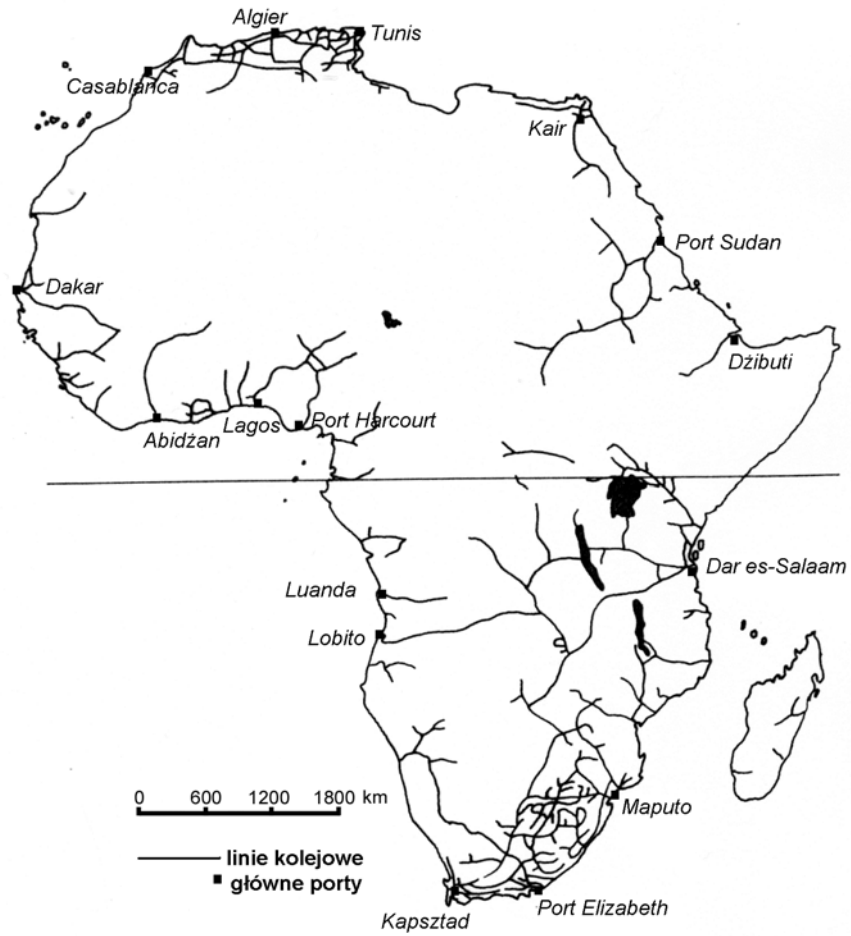 Algier
Tunis
Casablanca
Kair
Port Sudan
Dakar
Dżibuti
Abidżan
Lagos
Port Harcourt
Dar es-Salaam
Luanda
Lobito
0 600 1200 1800 km
Maputo
linie kolejowe
główne porty
Kapsztad
Port Elizabeth